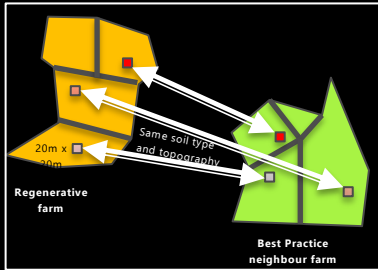 20m x
20m
Same soil type
and topography
Regenerative
farm
Best Practice
neighbour farm